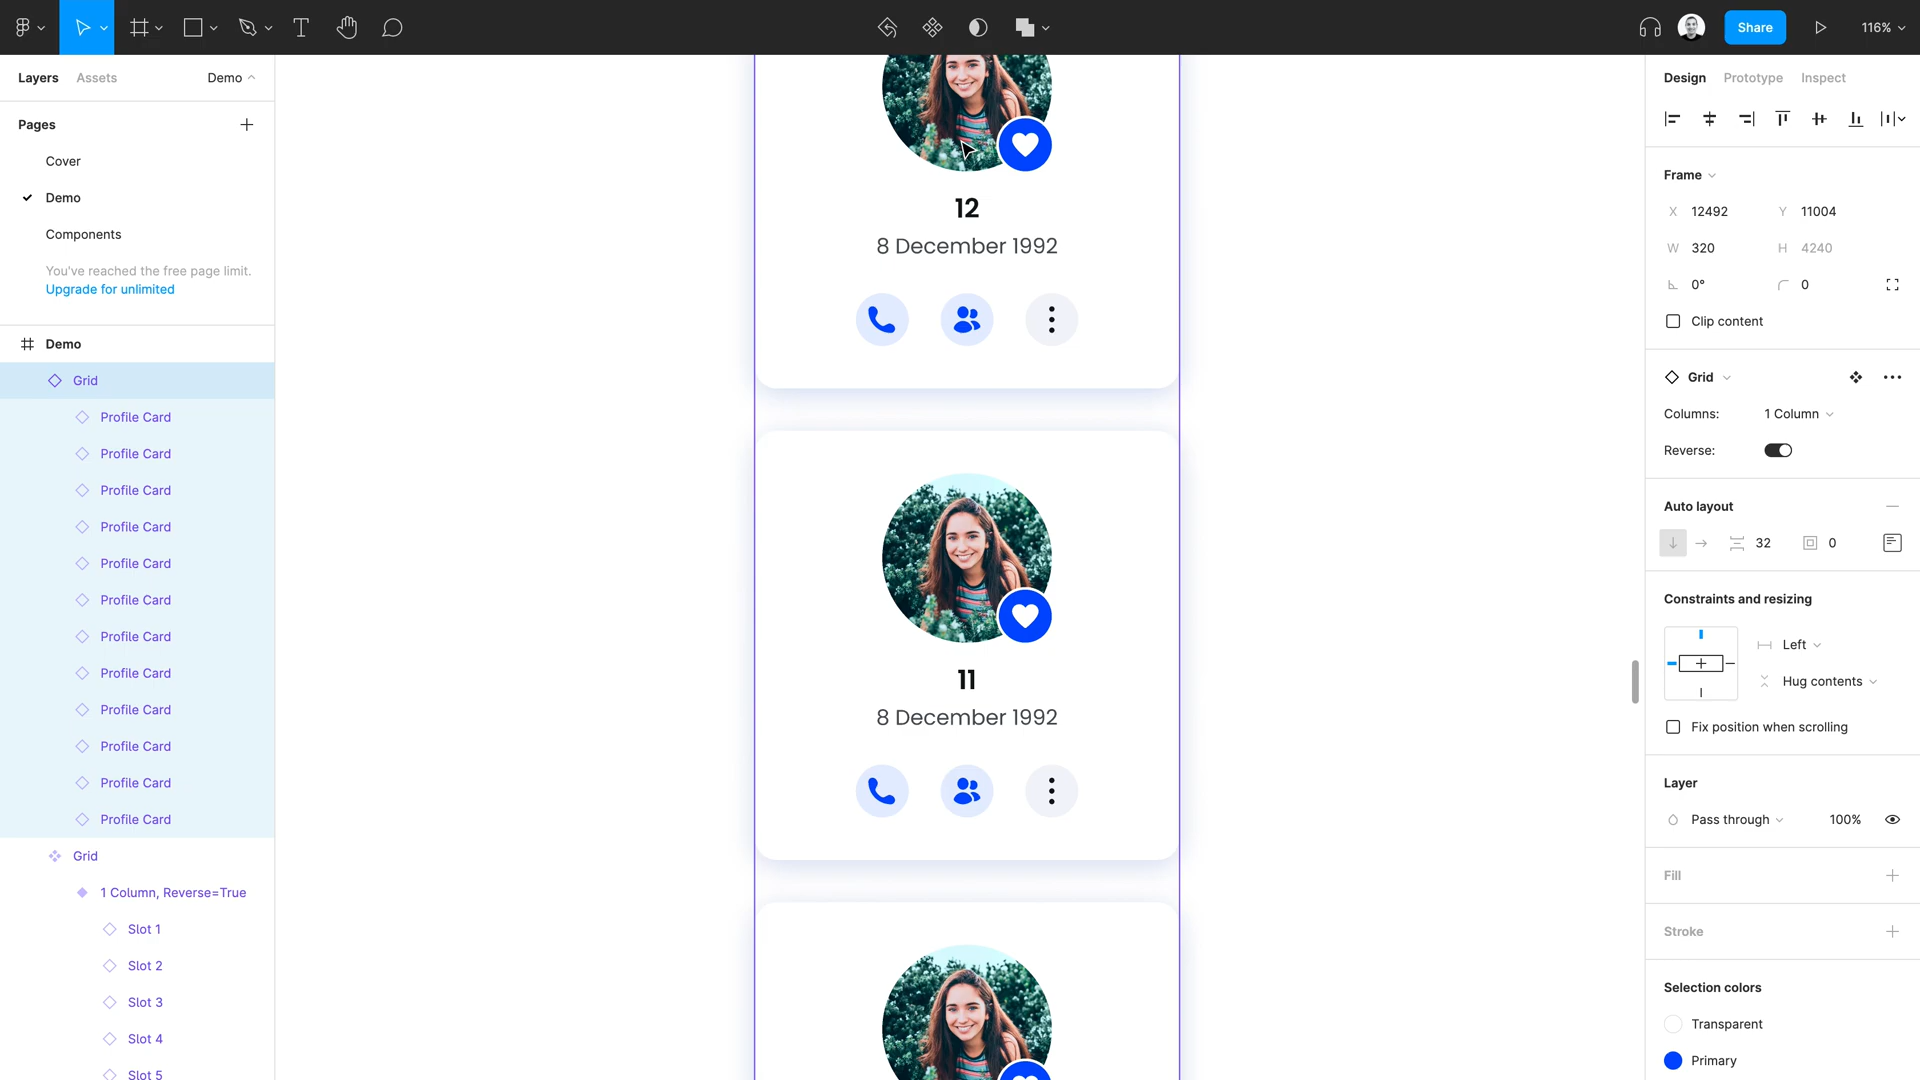 Share
116%
Layers
Assets
Demo
Pages
Cover
Demo
Components
You've reached the free page limit.
Upgrade for unlimited
Demo
Grid
Profile Card
Profile Card
Profile Card
Profile Card
Profile Card
Profile Card
Profile Card
Profile Card
Profile Card
Profile Card
Profile Card
Profile Card
Grid
1 Column, Reverse=True
Slot 1
Slot 2
Slot 3
Slot 4
Slot 5
12
8 December 1992
11
8 December 1992
Design
Prototype
Inspect
Frame
X 12492
Y 11004
W 320
H 4240
0°
0
Clip content
Grid
Columns: 1 Column
Reverse:
Auto layout
32
0
Constraints and resizing
Left
Hug contents
Fix position when scrolling
Layer
Pass through 100%
Fill
Stroke
Selection colors
Transparent
Primary